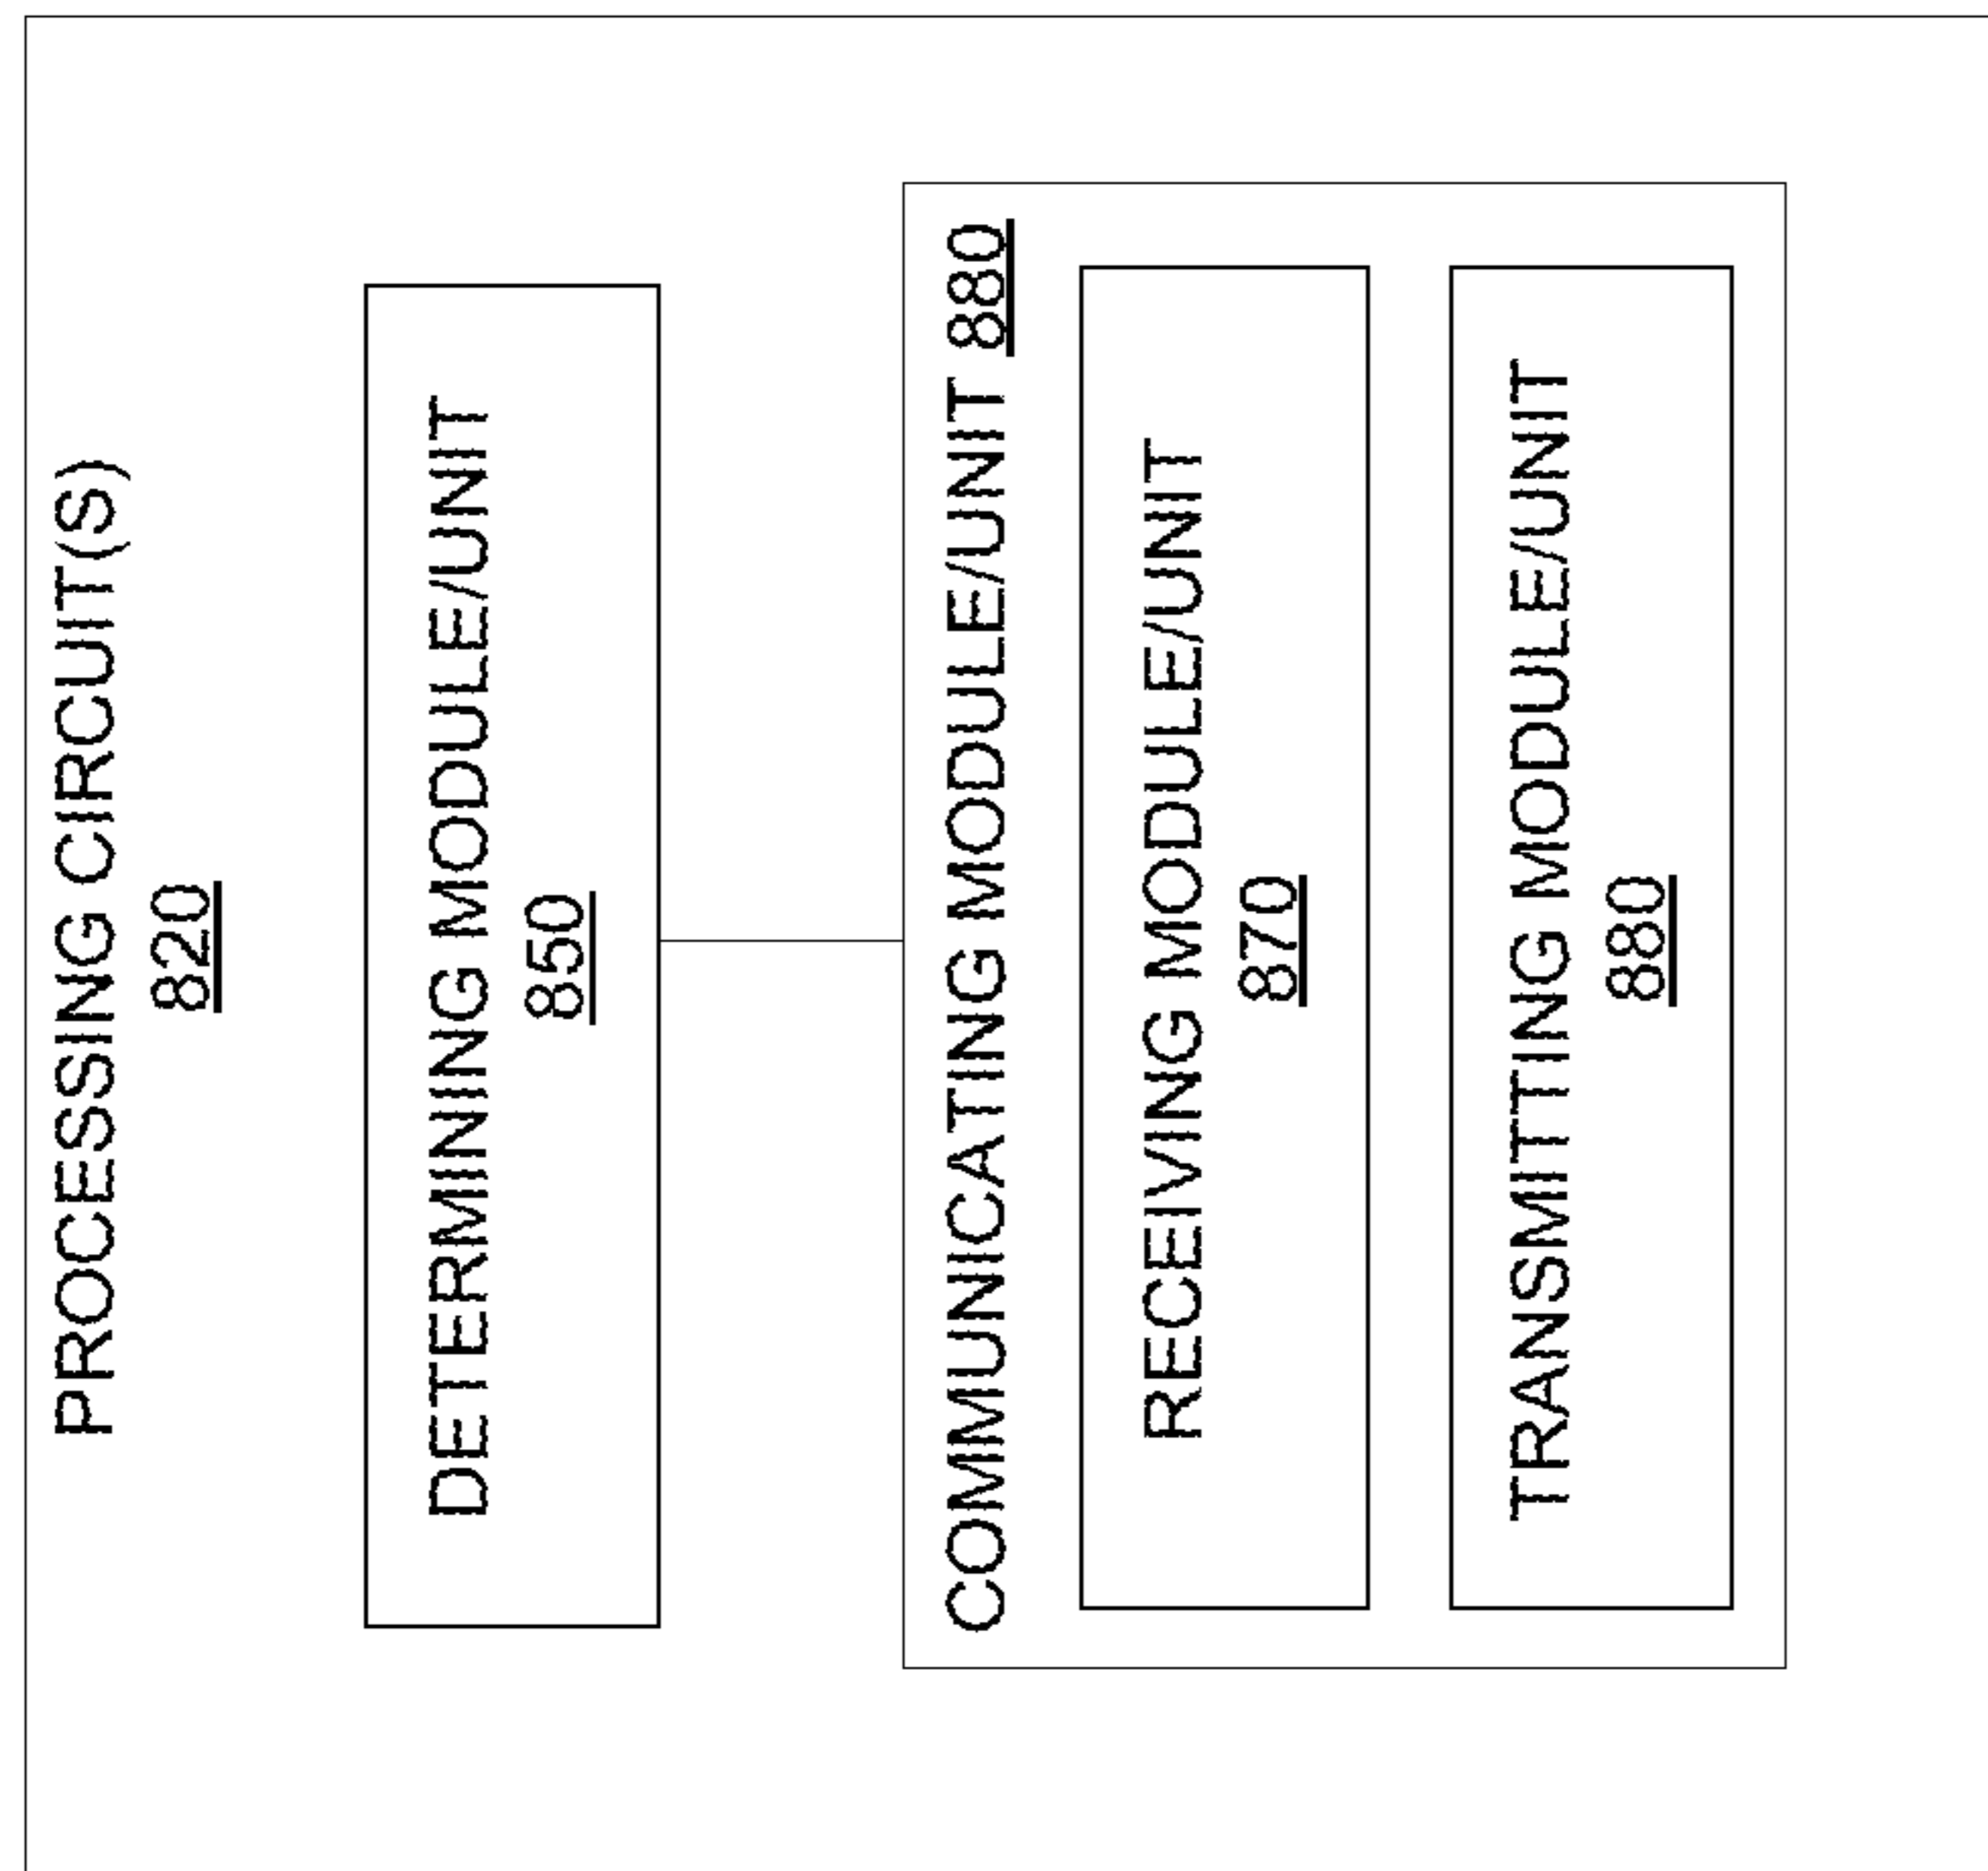 PROCESSING CIRCUIT(S)
820
DETERMINING MODULE/UNIT
850
COMMUNICATING MODULE/UNIT 880
RECEIVING MODULE/UNIT
870
TRANSMITTING MODULE/UNIT
880